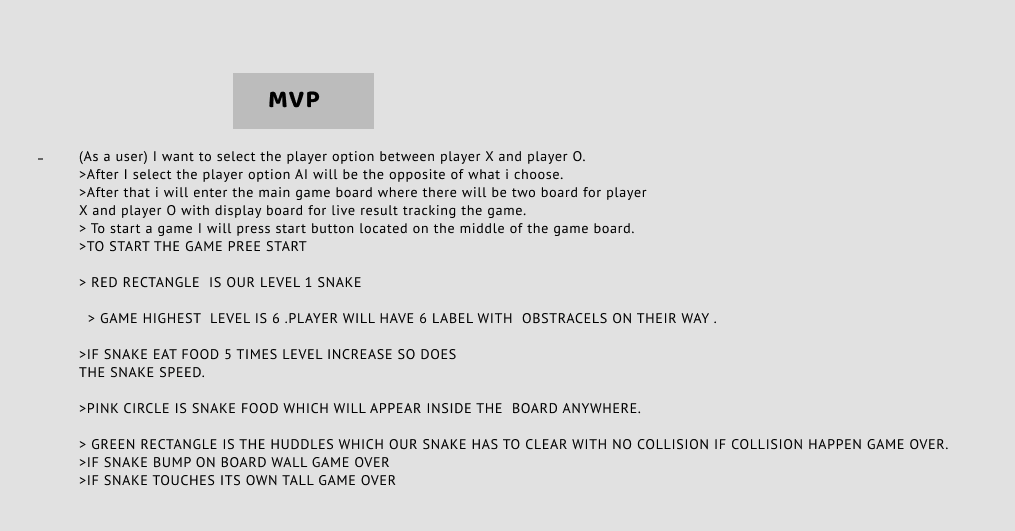 MVP
- (As a user) I want to select the player option between player X and player O.
>After I select the player option AI will be the opposite of what i choose.
>After that i will enter the main game board where there will be two board for player
X and player O with display board for live result tracking the game.
> To start a game I will press start button located on the middle of the game board.
>TO START THE GAME PREE START
> RED RECTANGLE  IS OUR LEVEL 1 SNAKE
> GAME HIGHEST  LEVEL IS 6 .PLAYER WILL HAVE 6 LABEL WITH  OBSTRACELS ON THEIR WAY .
>IF SNAKE EAT FOOD 5 TIMES LEVEL INCREASE SO DOES
THE SNAKE SPEED.
>PINK CIRCLE IS SNAKE FOOD WHICH WILL APPEAR INSIDE THE  BOARD ANYWHERE.
> GREEN RECTANGLE IS THE HUDDLES WHICH OUR SNAKE HAS TO CLEAR WITH NO COLLISION IF COLLISION HAPPEN GAME OVER.
>IF SNAKE BUMP ON BOARD WALL GAME OVER
>IF SNAKE TOUCHES ITS OWN TALL GAME OVER